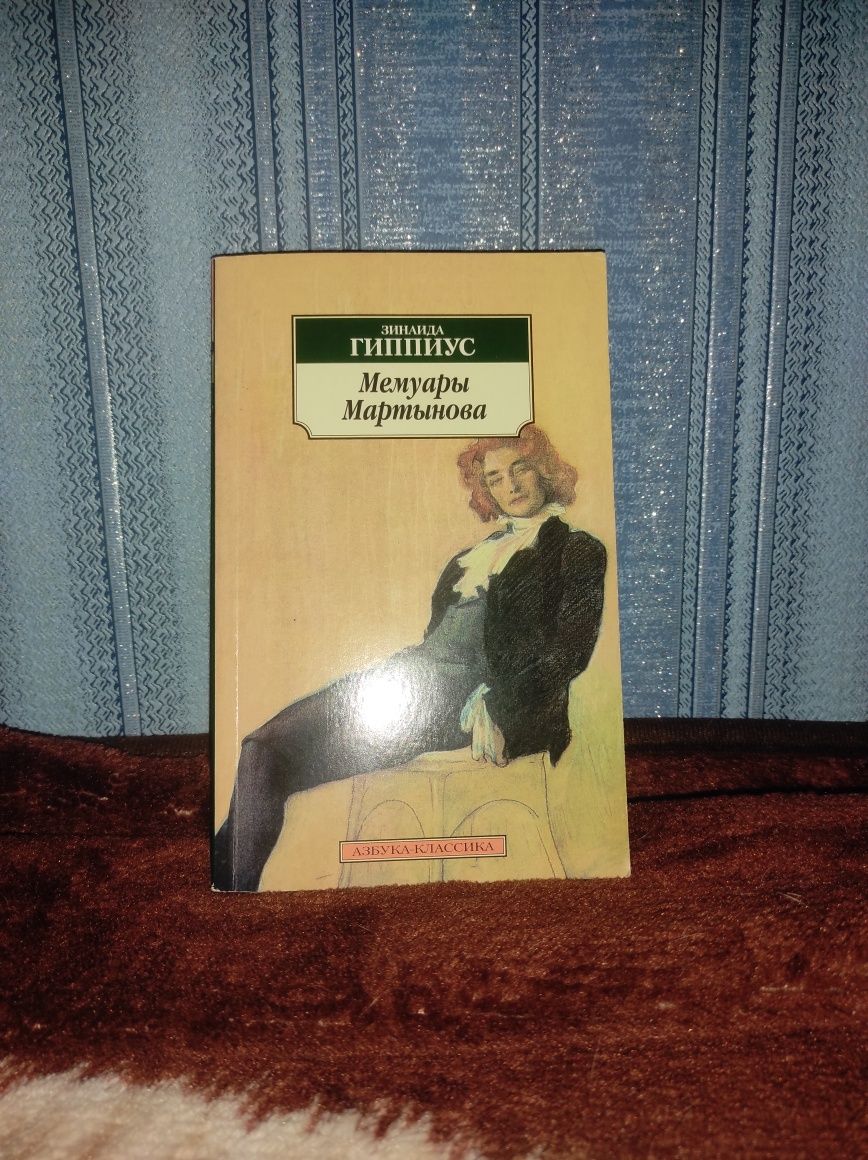 ЗИНАИДА
ГИППИУС
Мемуары
Мартынова
АЗБУКА-КЛАССИКА